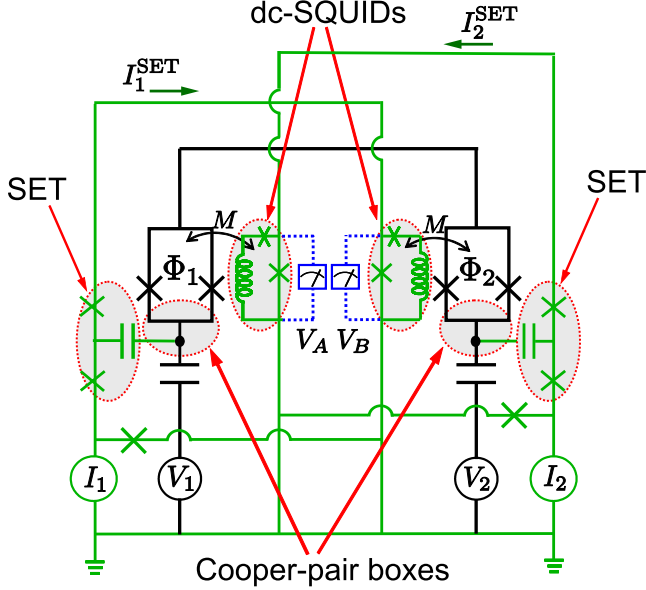 dc-SQUIDs
I_2^SET
I_1^SET
SET
SET
M
M
Φ_1
Φ_2
V_A
V_B
I_1
V_1
V_2
I_2
Cooper-pair boxes